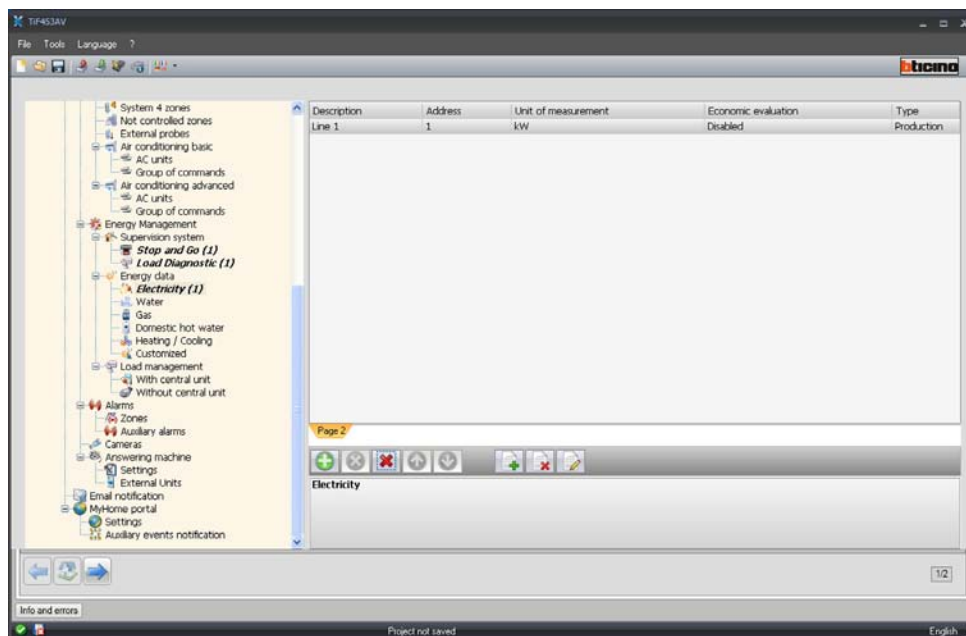 TiF453AV
File Tools Language ?
bticino
System 4 zones
Not controlled zones
External probes
Air conditioning basic
AC units
Group of commands
Air conditioning advanced
AC units
Group of commands
Energy Management
Supervision system
Stop and Go (1)
Load Diagnostic (1)
Energy data
Electricity (1)
Water
Gas
Domestic hot water
Heating / Cooling
Customized
Load management
With central unit
Without central unit
Alarms
Zones
Auxiliary alarms
Cameras
Answering machine
Settings
External Units
Email notification
MyHome portal
Settings
Auxiliary events notification
Description Address Unit of measurement Economic evaluation Type
Line 1 1 kW Disabled Production
Page 2
Electricity
1/2
Info and errors
Project not saved English